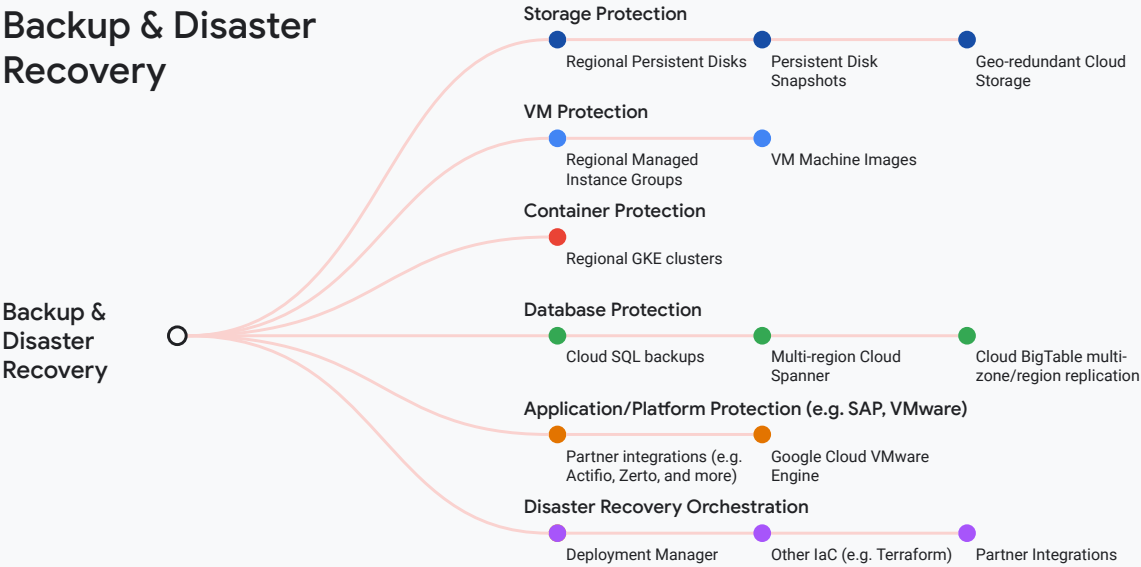 Backup & Disaster
Recovery
Storage Protection
Regional Persistent Disks
Persistent Disk
Snapshots
Geo-redundant Cloud
Storage
VM Protection
Regional Managed
Instance Groups
VM Machine Images
Container Protection
Regional GKE clusters
Backup &
Disaster
Recovery
Database Protection
Cloud SQL backups
Multi-region Cloud
Spanner
Cloud BigTable multi-
zone/region replication
Application/Platform Protection (e.g. SAP, VMware)
Partner integrations (e.g.
Actifio, Zerto, and more)
Google Cloud VMware
Engine
Disaster Recovery Orchestration
Deployment Manager
Other IaC (e.g. Terraform)
Partner Integrations